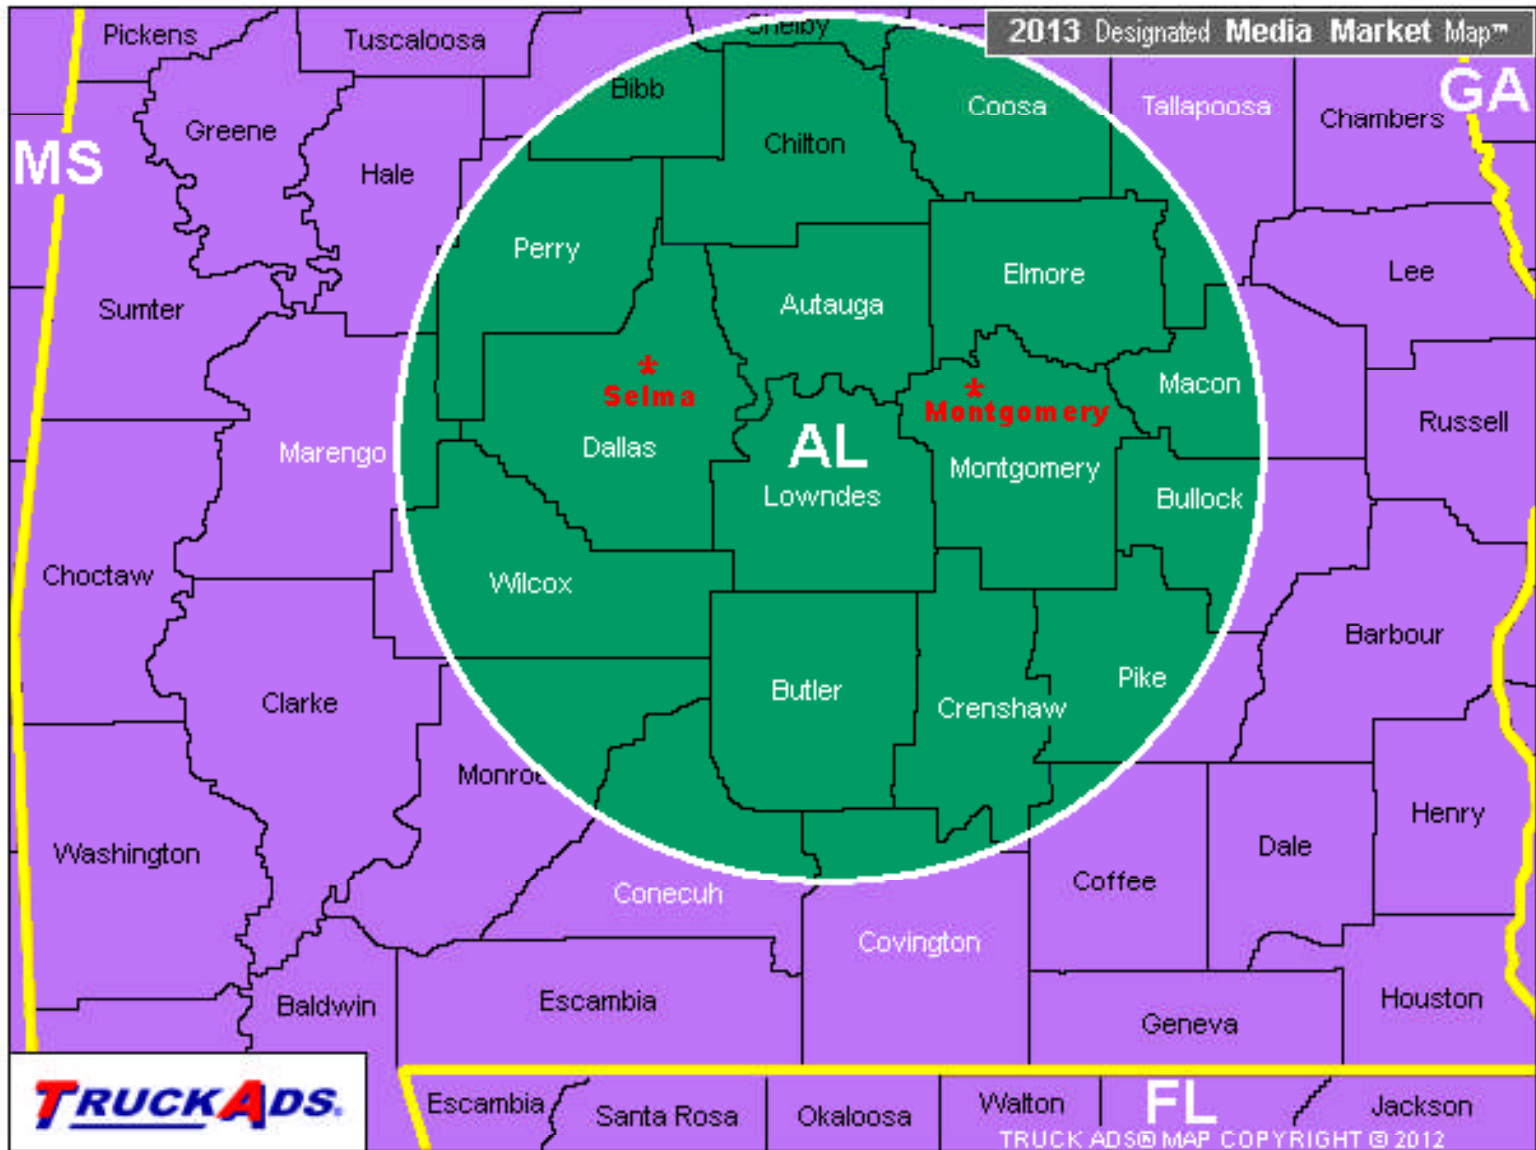 2013 Designated Media Market Map™
Pickens
Tuscaloosa
Shelby
GA
Bibb
Coosa
Tallapoosa
Chambers
Greene
Chilton
MS
Hale
Perry
Elmore
Lee
Sumter
Autauga
Selma
Macon
Montgomery
Russell
Marengo
Dallas
AL
Montgomery
Lowndes
Bullock
Choctaw
Wilcox
Barbour
Clarke
Butler
Crenshaw
Pike
Monroe
Henry
Washington
Dale
Coffee
Conecuh
Covington
Baldwin
Escambia
Houston
Geneva
TRUCKADS.
Escambia
Santa Rosa
Okaloosa
Walton
FL
Jackson
TRUCK ADS® MAP COPYRIGHT © 2012